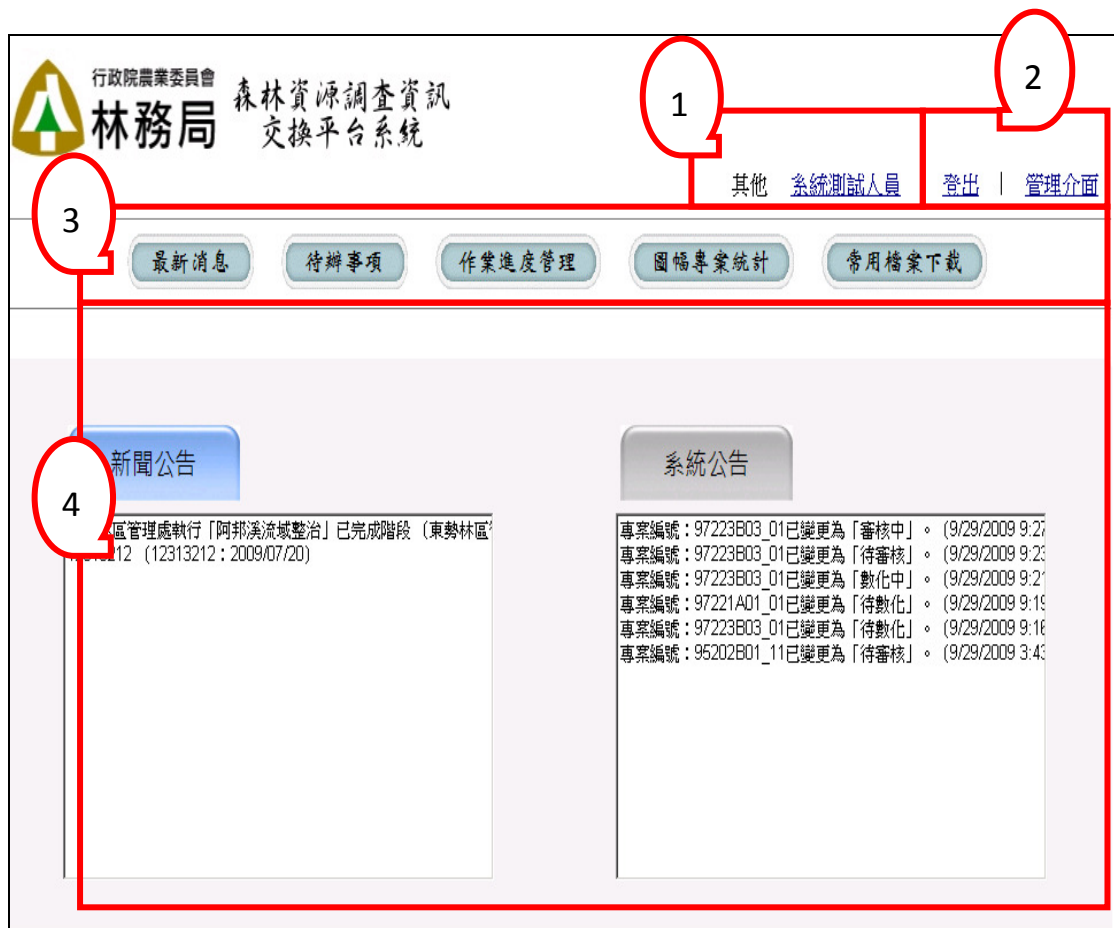 行政院農業委員會
林務局
森林資源調查資訊
交換平台系統
1
2
其他 系統測試人員 登出 | 管理介面
3
最新消息 待辦事項 作業進度管理 圖幅專案統計 常用檔案下載
新聞公告
系統公告
4
區管理處執行「阿邦溪流域整治」已完成階段 (東勢林區
(12313212：2009/07/20)
專案編號：97223B03_01已變更為「審核中」。 (9/29/2009 9:27
專案編號：97223B03_01已變更為「待審核」。 (9/29/2009 9:23
專案編號：97223B03_01已變更為「數化中」。 (9/29/2009 9:21
專案編號：97221A01_01已變更為「待數化」。 (9/29/2009 9:19
專案編號：97223B03_01已變更為「待數化」。 (9/29/2009 9:18
專案編號：95202B01_11已變更為「待審核」。 (9/29/2009 3:43